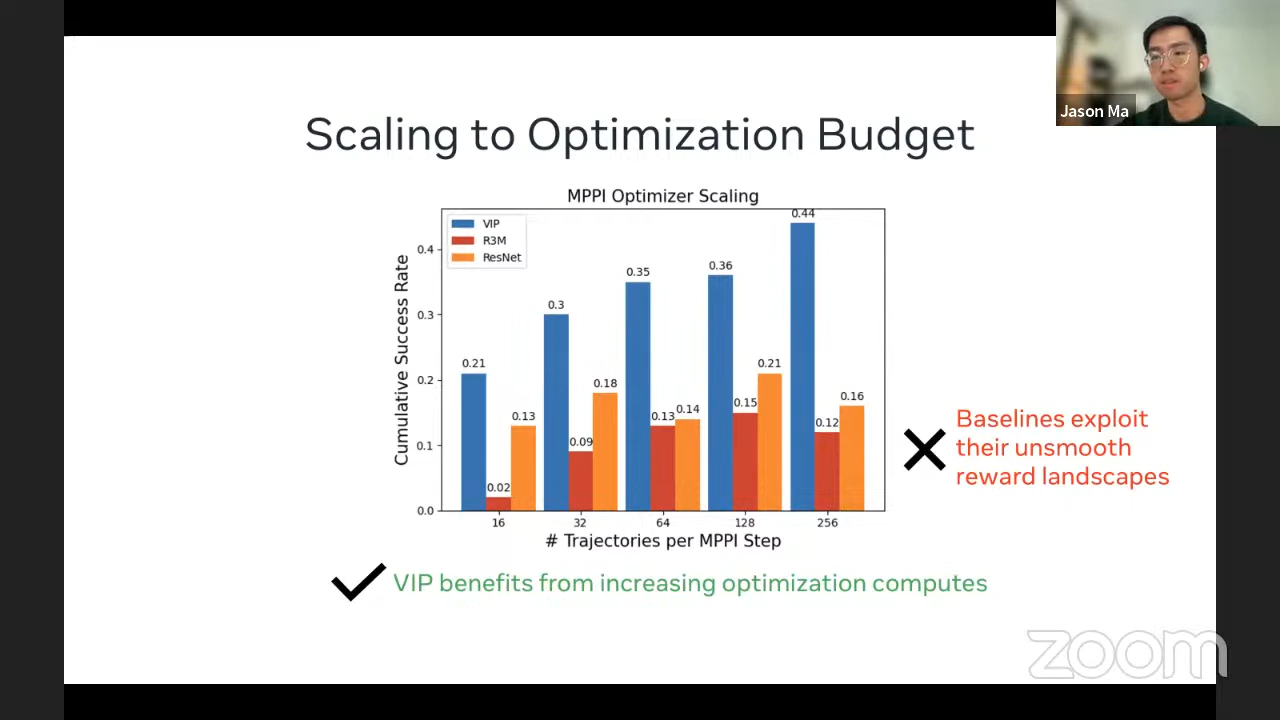 Jason Ma
Scaling to Optimization Budget
MPPI Optimizer Scaling
VIP
R3M
ResNet
Cumulative Success Rate
0.4
0.3
0.2
0.1
0.0
0.21
0.02
0.13
0.3
0.09
0.18
0.35
0.13
0.14
0.36
0.15
0.21
0.44
0.12
0.16
16
32
64
128
256
# Trajectories per MPPI Step
Baselines exploit
their unsmooth
reward landscapes
VIP benefits from increasing optimization computes
zoom